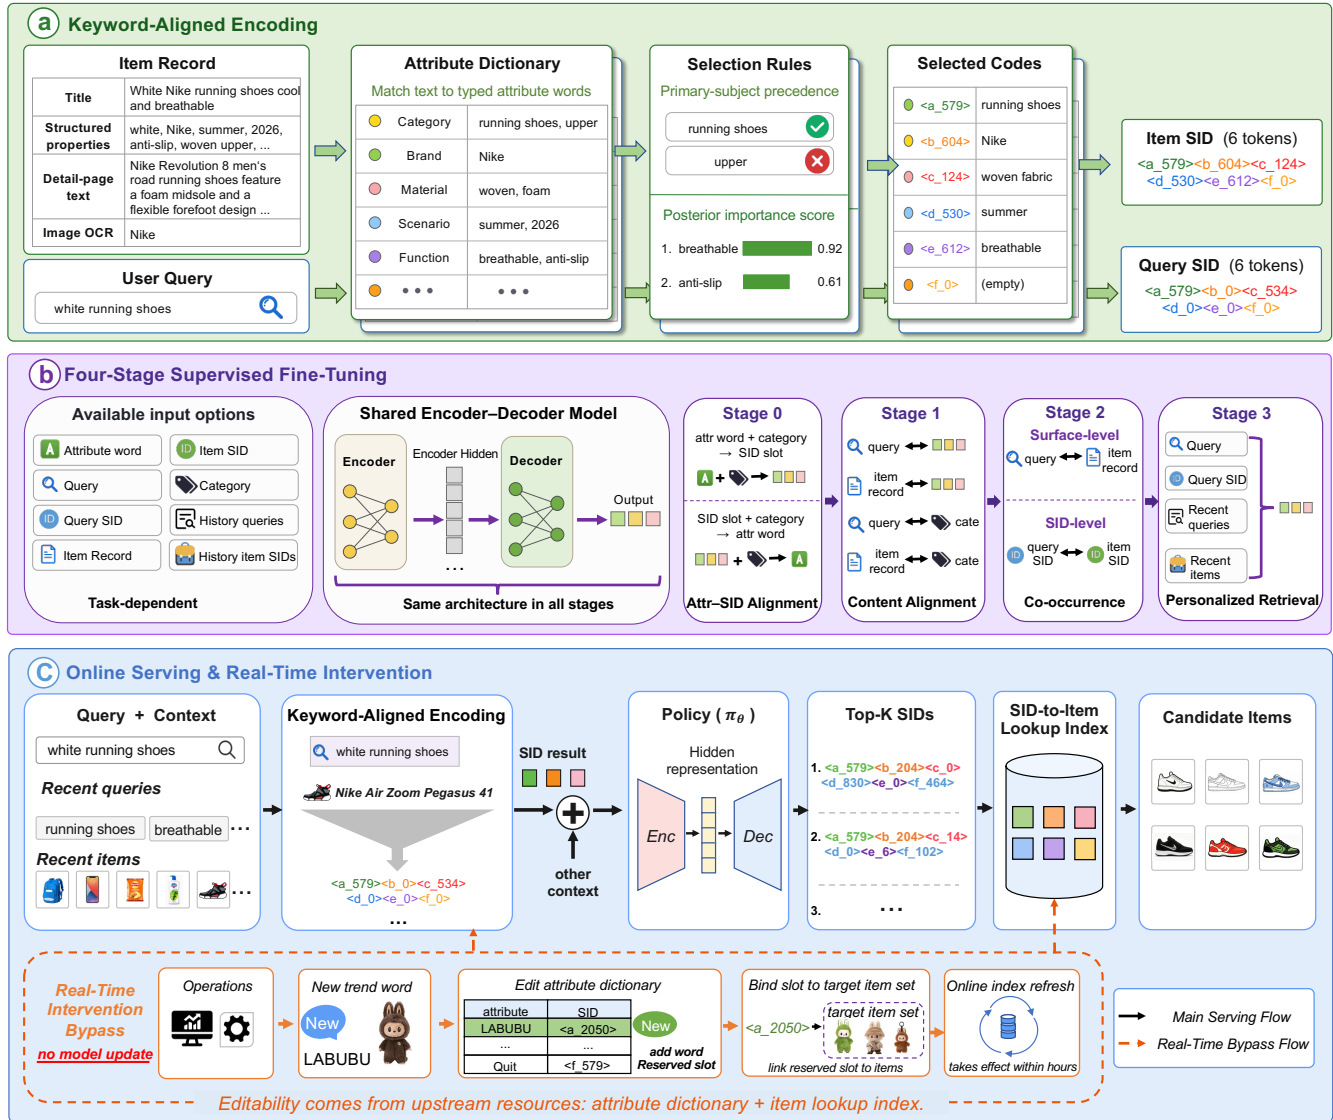 a Keyword-Aligned Encoding
Item Record
Title
White Nike running shoes cool
and breathable
Structured
properties
white, Nike, summer, 2026,
anti-slip, woven upper, ...
Detail-page
text
Nike Revolution 8 men's
road running shoes feature
a foam midsole and a
flexible forefoot design ...
Image OCR
Nike
User Query
white running shoes
Attribute Dictionary
Match text to typed attribute words
Category running shoes, upper
Brand Nike
Material woven, foam
Scenario summer, 2026
Function breathable, anti-slip
••• •••
Selection Rules
Primary-subject precedence
running shoes
upper
Posterior importance score
1. breathable 0.92
2. anti-slip 0.61
Selected Codes
<a_579> running shoes
<b_604> Nike
<c_124> woven fabric
<d_530> summer
<e_612> breathable
<f_0> (empty)
Item SID (6 tokens)
<a_579><b_604><c_124>
<d_530><e_612><f_0>
Query SID (6 tokens)
<a_579><b_0><c_534>
<d_0><e_0><f_0>
b Four-Stage Supervised Fine-Tuning
Available input options
A Attribute word
ID Item SID
Query
Category
ID Query SID
History queries
Item Record
History item SIDs
Task-dependent
Shared Encoder–Decoder Model
Encoder
Encoder Hidden
Decoder
Output
...
Same architecture in all stages
Stage 0
attr word + category
→ SID slot
A +
SID slot + category
→ attr word
+ A
Attr–SID Alignment
Stage 1
query
item
record
query cate
item
record cate
Content Alignment
Stage 2
Surface-level
query item
record
SID-level
ID query
SID ID item
SID
Co-occurrence
Stage 3
Query
ID Query SID
Recent
queries
Recent
items
Personalized Retrieval
C Online Serving & Real-Time Intervention
Query + Context
white running shoes
Recent queries
running shoes breathable ...
Recent items
...
Keyword-Aligned Encoding
white running shoes
Nike Air Zoom Pegasus 41
<a_579><b_0><c_534>
<d_0><e_0><f_0>
...
SID result
+
other
context
Policy ( πθ )
Hidden
representation
Enc
Dec
Top-K SIDs
1. <a_579><b_204><c_0>
<d_830><e_0><f_464>
2. <a_579><b_204><c_14>
<d_0><e_6><f_102>
3. ...
SID-to-Item
Lookup Index
Candidate Items
Real-Time
Intervention
Bypass
no model update
Operations
New trend word
New
LABUBU
Edit attribute dictionary
attribute SID
LABUBU <a_2050>
... ...
Quit <f_579>
New
add word
Reserved slot
Bind slot to target item set
<a_2050>
target item set
link reserved slot to items
Online index refresh
takes effect within hours
Main Serving Flow
Real-Time Bypass Flow
Editability comes from upstream resources: attribute dictionary + item lookup index.